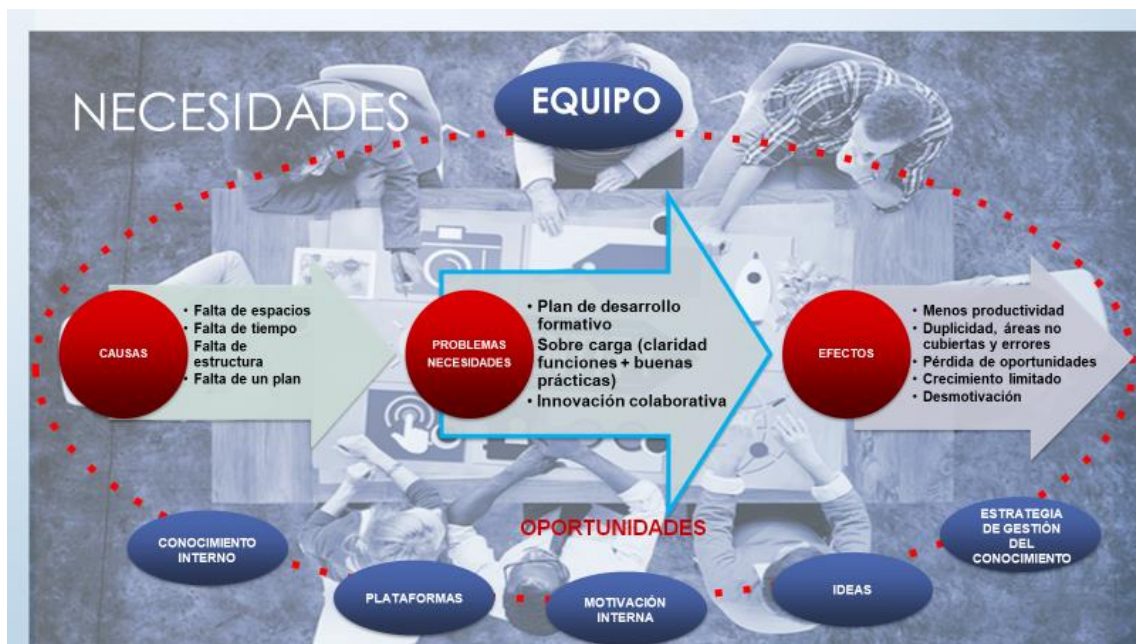 NECESIDADES
EQUIPO
CAUSAS
• Falta de espacios
• Falta de tiempo
Falta de
estructura
• Falta de un plan
PROBLEMAS
NECESIDADES
• Plan de desarrollo
formativo
Sobre carga (claridad
funciones + buenas
prácticas)
• Innovación colaborativa
EFECTOS
• Menos productividad
• Duplicidad, áreas no
cubiertas y errores
• Pérdida de oportunidades
• Crecimiento limitado
• Desmotivación
OPORTUNIDADES
CONOCIMIENTO
INTERNO
PLATAFORMAS
MOTIVACIÓN
INTERNA
IDEAS
ESTRATEGIA
DE GESTIÓN
DEL
CONOCIMIENTO